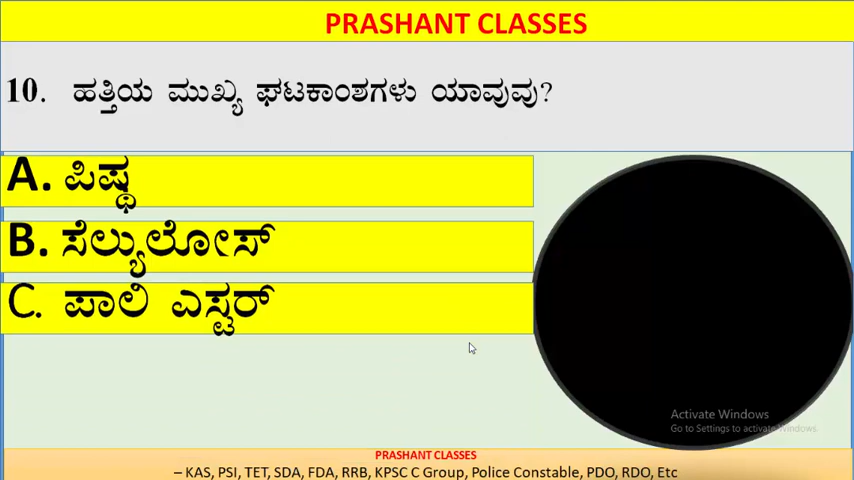 PRASHANT CLASSES
10. ಹತ್ತಿಯ ಮುಖ್ಯ ಘಟಕಾಂಶಗಳು ಯಾವುವು?
A. ಪಿಷ್ಥ
B. ಸೆಲ್ಯುಲೋಸ್
C. ಪಾಲಿ ಎಸ್ಟರ್
Activate Windows
Go to Settings to activate Windows.
PRASHANT CLASSES
– KAS, PSI, TET, SDA, FDA, RRB, KPSC C Group, Police Constable, PDO, RDO, Etc